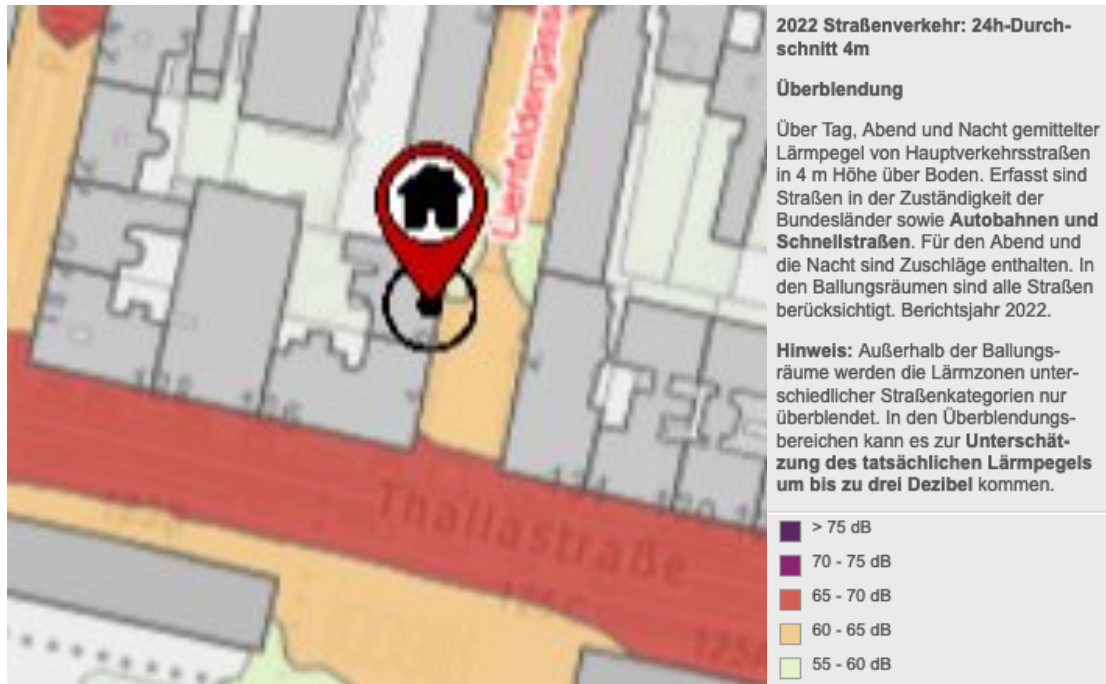 Lienfeldergass
126
Thaliastraße
2022 Straßenverkehr: 24h-Durch-
schnitt 4m
Überblendung
Über Tag, Abend und Nacht gemittelter
Lärmpegel von Hauptverkehrsstraßen
in 4 m Höhe über Boden. Erfasst sind
Straßen in der Zuständigkeit der
Bundesländer sowie Autobahnen und
Schnellstraßen. Für den Abend und
die Nacht sind Zuschläge enthalten. In
den Ballungsräumen sind alle Straßen
berücksichtigt. Berichtsjahr 2022.
Hinweis: Außerhalb der Ballungs-
räume werden die Lärmzonen unter-
schiedlicher Straßenkategorien nur
überblendet. In den Überblendungs-
bereichen kann es zur Unterschät-
zung des tatsächlichen Lärmpegels
um bis zu drei Dezibel kommen.
> 75 dB
70 - 75 dB
65 - 70 dB
60 - 65 dB
55 - 60 dB